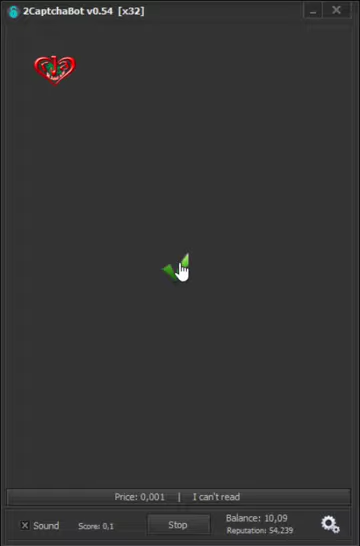 2CaptchaBot v0.54 [x32]
Price: 0,001 | I can't read
Sound
Score: 0,1
Stop
Balance: 10,09
Reputation: 54,239